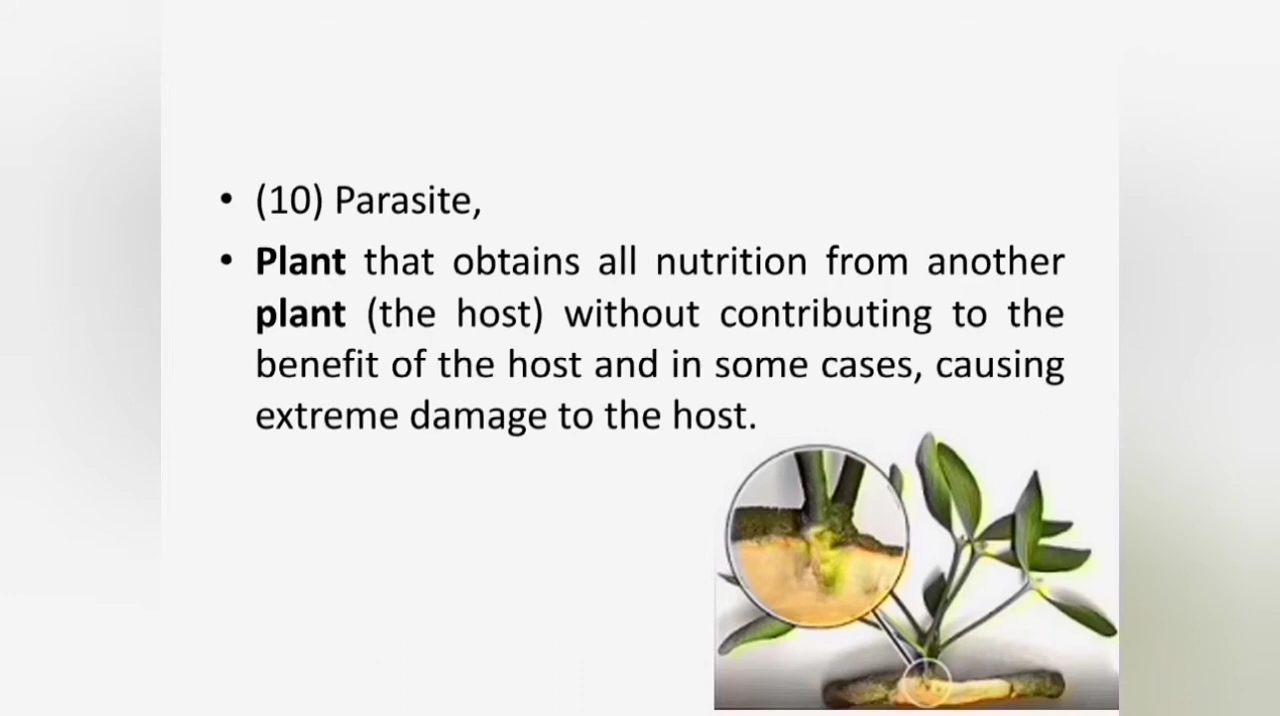 • (10) Parasite,
• Plant that obtains all nutrition from another
plant (the host) without contributing to the
benefit of the host and in some cases, causing
extreme damage to the host.